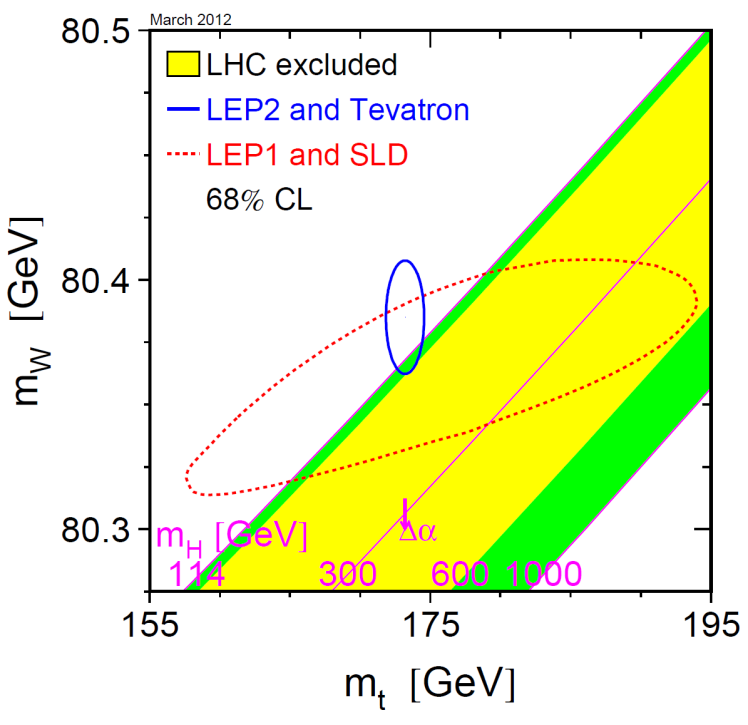 March 2012
80.5
LHC excluded
LEP2 and Tevatron
LEP1 and SLD
68% CL
80.4
m_W [GeV]
80.3
m_H [GeV]
Δα
114 300 600 1000
155 175 195
m_t [GeV]